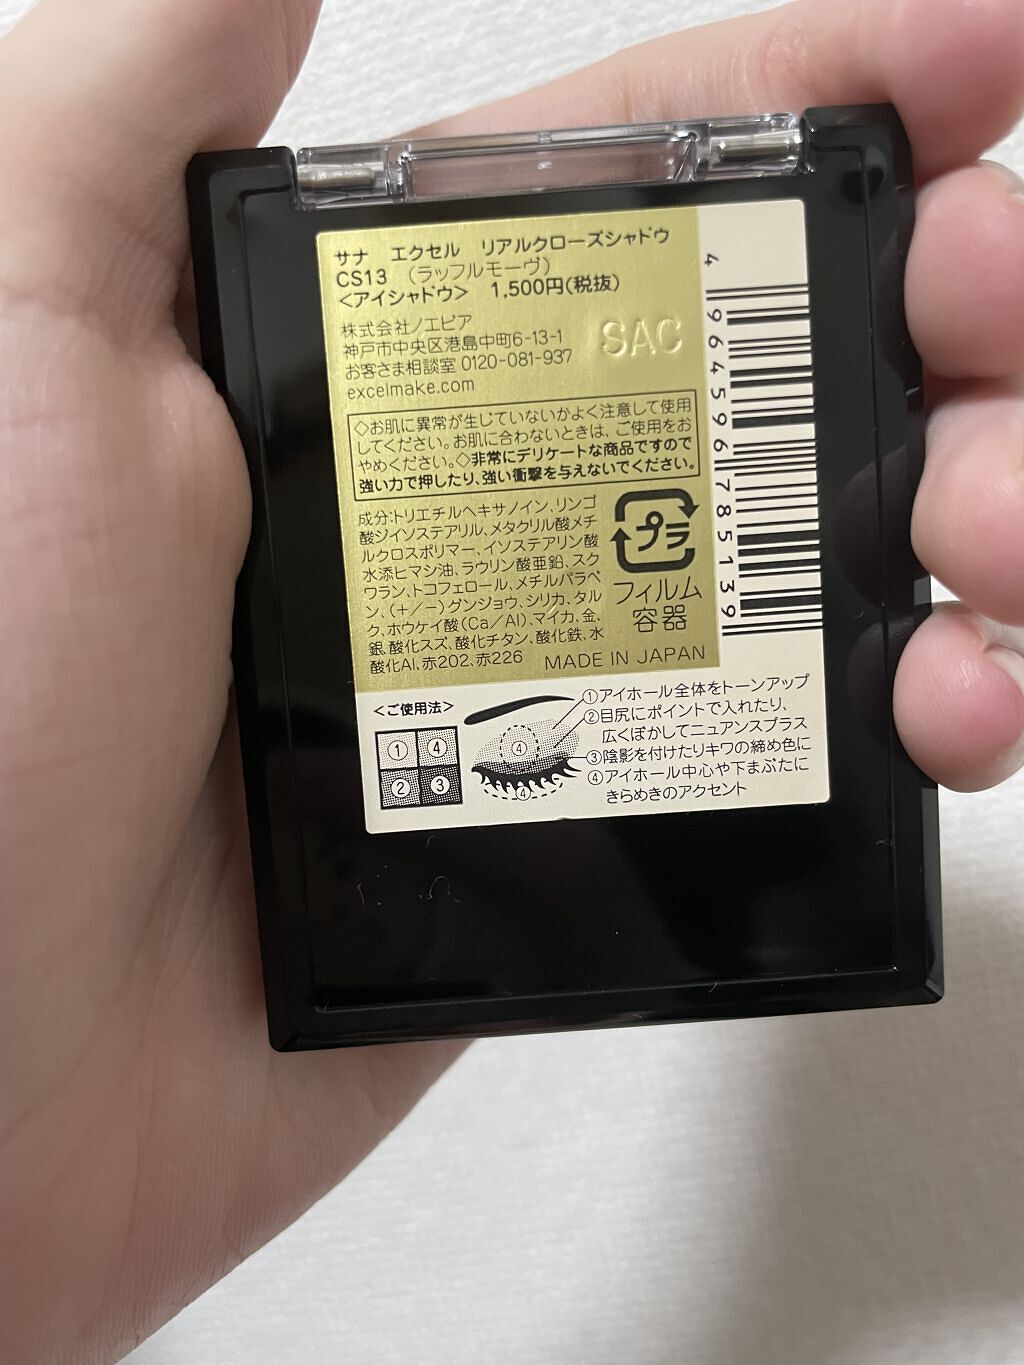 サナ エクセル リアルクローズシャドウ
CS13 (ラッフルモーヴ)
<アイシャドウ> 1,500円(税抜)
株式会社ノエビア
神戸市中央区港島中町6-13-1
お客さま相談室 0120-081-937
excelmake.com
SAC
◇お肌に異常が生じていないかよく注意して使用
してください。お肌に合わないときは、ご使用をお
やめください。◇非常にデリケートな商品ですので
強い力で押したり、強い衝撃を与えないでください。
成分:トリエチルヘキサノイン、リンゴ
酸ジイソステアリル、メタクリル酸メチ
ルクロスポリマー、イソステアリン酸
水添ヒマシ油、ラウリン酸亜鉛、スク
ワラン、トコフェロール、メチルパラベ
ン、(+/-)グンジョウ、シリカ、タル
ク、ホウケイ酸(Ca/Al)、マイカ、金、
銀、酸化スズ、酸化チタン、酸化鉄、水
酸化Al、赤202、赤226
プラ
フィルム
容器
MADE IN JAPAN
4 964596 785139
<ご使用法>
① ④
② ③
④
④
①アイホール全体をトーンアップ
②目尻にポイントで入れたり、
広くぼかしてニュアンスプラス
③陰影を付けたりキワの締め色に
④アイホール中心や下まぶたに
きらめきのアクセント